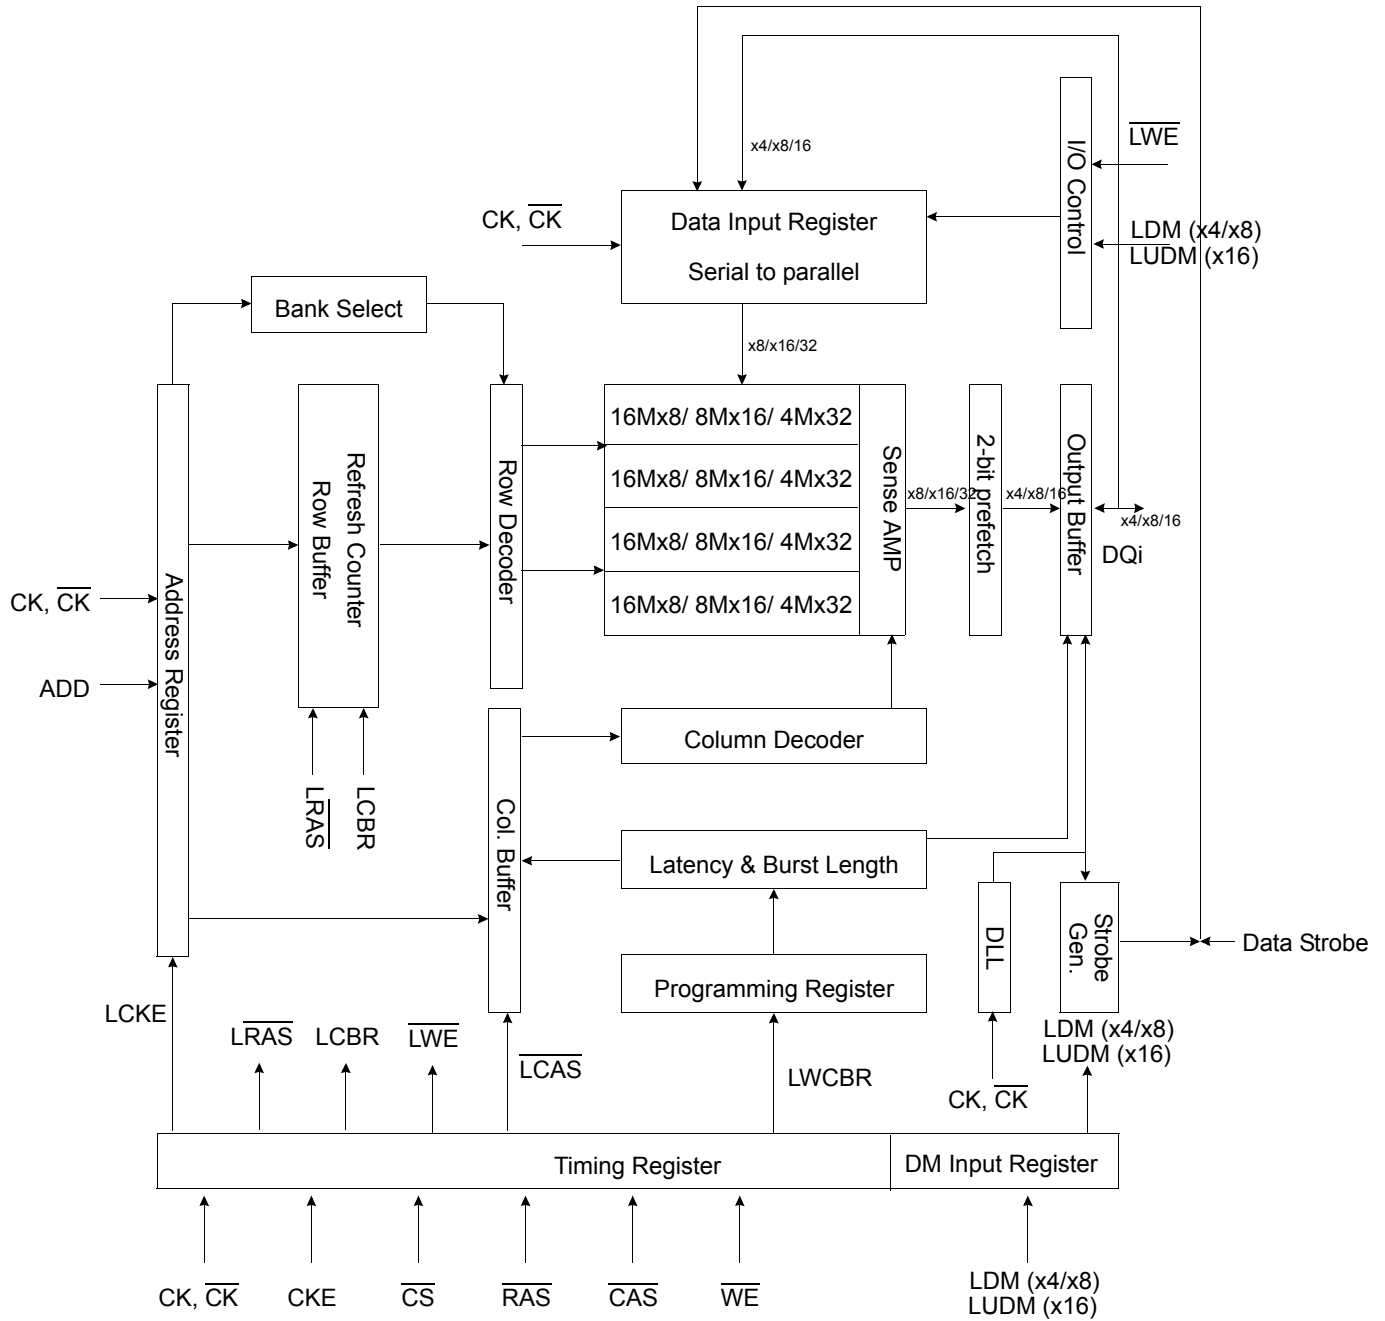 x4/x8/16
LWE
I/O Control
CK, CK
Data Input Register
Serial to parallel
LDM (x4/x8)
LUDM (x16)
Bank Select
x8/x16/32
Address Register
Refresh Counter
Row Buffer
Row Decoder
16Mx8/ 8Mx16/ 4Mx32
16Mx8/ 8Mx16/ 4Mx32
16Mx8/ 8Mx16/ 4Mx32
16Mx8/ 8Mx16/ 4Mx32
Sense AMP
x8/x16/32
2-bit prefetch
x4/x8/16
Output Buffer
x4/x8/16
DQi
CK, CK
ADD
LRAS
LCBR
Col. Buffer
Column Decoder
Latency & Burst Length
Programming Register
DLL
Strobe
Gen.
Data Strobe
LCKE
LRAS
LCBR
LWE
LCAS
LWCBR
CK, CK
LDM (x4/x8)
LUDM (x16)
Timing Register
DM Input Register
CK, CK
CKE
CS
RAS
CAS
WE
LDM (x4/x8)
LUDM (x16)